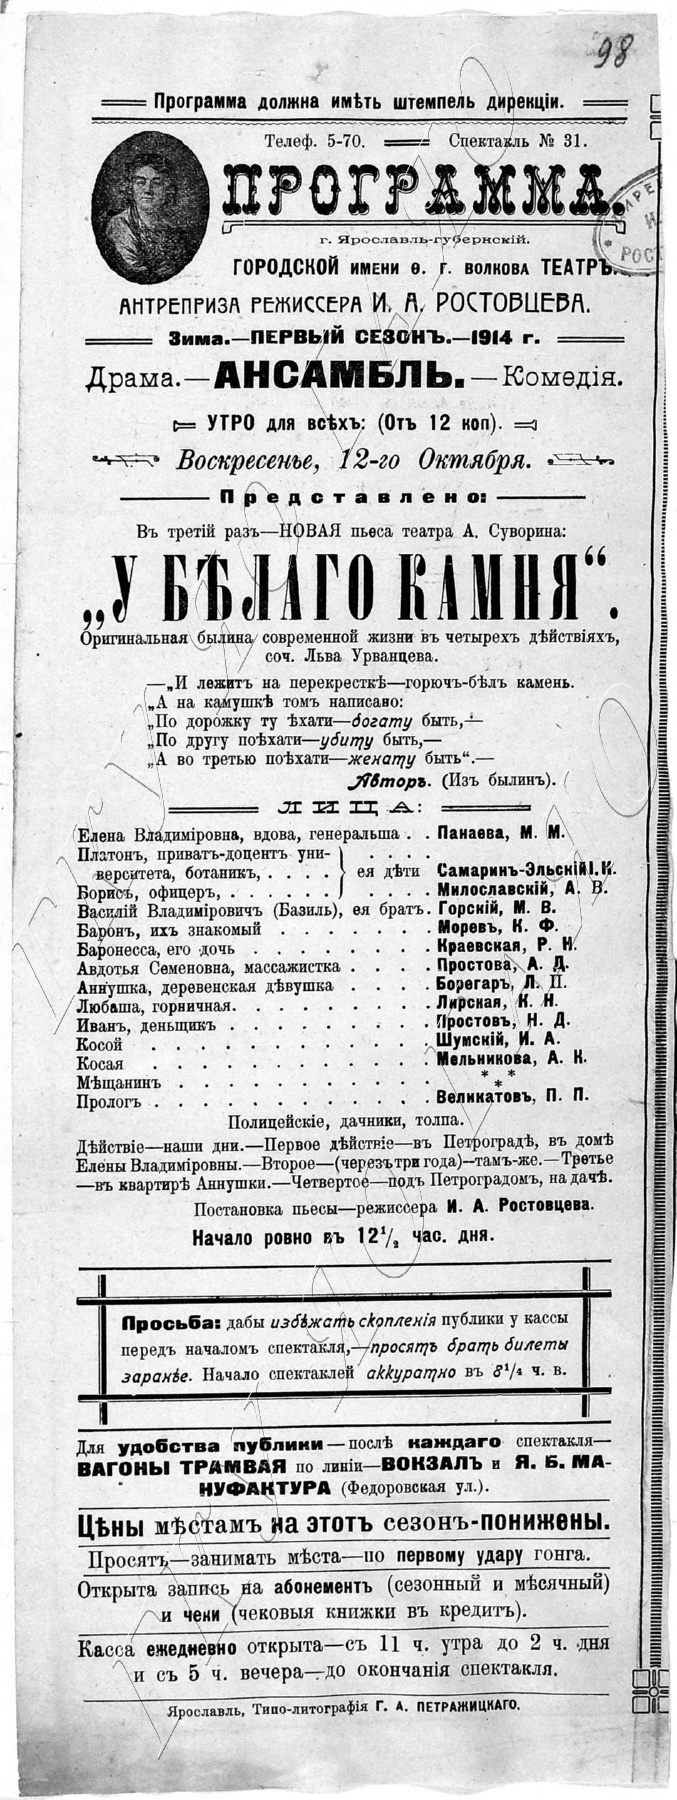 98
Программа должна имѣть штемпель дирекціи.
Телеф. 5-70. Спектакль № 31.
ПРОГРАММА.
г. Ярославль-губернскій.
ГОРОДСКОЙ имени Ѳ. Г. ВОЛКОВА ТЕАТРЪ.
АНТРЕПРИЗА РЕЖИССЕРА И. А. РОСТОВЦЕВА.
Зима.—ПЕРВЫЙ СЕЗОНЪ.—1914 г.
Драма.—АНСАМБЛЬ.—Комедія.
УТРО для всѣхъ: (Отъ 12 коп).
Воскресенье, 12-го Октября.
Представлено:
Въ третій разъ—НОВАЯ пьеса театра А. Суворина:
„У БѢЛАГО КАМНЯ“.
Оригинальная былина современной жизни въ четырехъ дѣйствіяхъ,
соч. Льва Урванцева.
—„И лежитъ на перекресткѣ—горючъ-бѣлъ камень.
„А на камушкѣ томъ написано:
„По дорожку ту ѣхати—богату быть,—
„По другу поѣхати—убиту быть,—
„А во третью поѣхати—женату быть“.—
Авторъ. (Изъ былинъ).
ЛИЦА:
Елена Владиміровна, вдова, генеральша . . Панаева, М. М.
Платонъ, приватъ-доцентъ уни- . . . .
верситета, ботаникъ, . . . . ея дѣти Самаринъ-Эльскій І. К.
Борисъ, офицеръ, . . . . . . . . . . Милославскій, А. В.
Василій Владиміровичъ (Базиль), ея братъ. Горскій, М. В.
Баронъ, ихъ знакомый . . . . . . . Моревъ, К. Ф.
Баронесса, его дочь . . . . . . . . Краевская, Р. Н.
Авдотья Семеновна, массажистка . . . . Простова, А. Д.
Аннушка, деревенская дѣвушка . . . . Борегаръ, Л. П.
Любаша, горничная. . . . . . . . . Лирская, К. Н.
Иванъ, деньщикъ . . . . . . . . . Простовъ, Н. Д.
Косой . . . . . . . . . . . . Шумскій, И. А.
Косая . . . . . . . . . . . . Мельникова, А. К.
Мѣщанинъ . . . . . . . . . . . * * *
Прологъ . . . . . . . . . . . Великатовъ, П. П.
Полицейскіе, дачники, толпа.
Дѣйствіе—наши дни.—Первое дѣйствіе—въ Петроградѣ, въ домѣ
Елены Владиміровны.—Второе—(черезъ три года)—тамъ-же.—Третье
—въ квартирѣ Аннушки.—Четвертое—подъ Петроградомъ, на дачѣ.
Постановка пьесы—режиссера И. А. Ростовцева.
Начало ровно въ 12½ час. дня.
Просьба: дабы избѣжать скопленія публики у кассы
передъ началомъ спектакля,—просятъ брать билеты
заранѣе. Начало спектаклей аккуратно въ 8¼ ч. в.
Для удобства публики—послѣ каждаго спектакля—
ВАГОНЫ ТРАМВАЯ по линіи—ВОКЗАЛЪ и Я. Б. МА-
НУФАКТУРА (Федоровская ул.).
Цѣны мѣстамъ на этотъ сезонъ-понижены.
Просятъ—занимать мѣста—по первому удару гонга.
Открыта запись на абонементъ (сезонный и мѣсячный)
и чеки (чековыя книжки въ кредитъ).
Касса ежедневно открыта—съ 11 ч. утра до 2 ч. дня
и съ 5 ч. вечера—до окончанія спектакля.
Ярославль, Типо-литографія Г. А. ПЕТРАЖИЦКАГО.